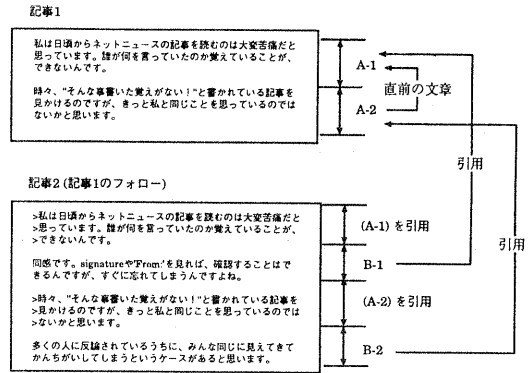 記事1
私は日頃からネットニュースの記事を読むのは大変苦痛だと
思っています。誰が何を言っていたのか覚えていることが、
できないんです。
時々、"そんな事書いた覚えがない！"と書かれている記事を
見かけるのですが、きっと私と同じことを思っているのでは
ないかと思います。
A-1
直前の文章
A-2
引用
記事2 (記事1のフォロー)
>私は日頃からネットニュースの記事を読むのは大変苦痛だと
>思っています。誰が何を言っていたのか覚えていることが、
>できないんです。
(A-1) を引用
同感です。signatureや'From:'を見れば、確認することはで
きるんですが、すぐに忘れてしまうんですよね。
B-1
引用
>時々、"そんな事書いた覚えがない！"と書かれている記事を
>見かけるのですが、きっと私と同じことを思っているのでは
>ないかと思います。
(A-2) を引用
多くの人に反論されているうちに、みんな同じに見えてきて
かんちがいしてしまうというケースがあると思います。
B-2